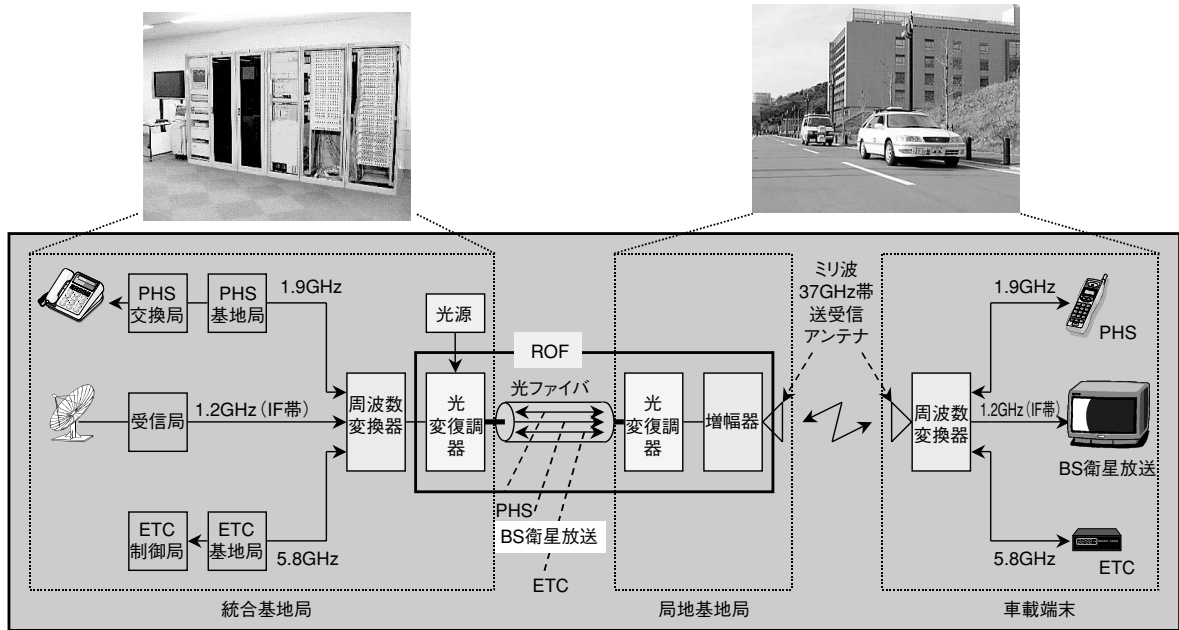 PHS
交換局
PHS
基地局
1.9GHz
光源
ROF
ミリ波
37GHz帯
送受信
アンテナ
1.9GHz
PHS
受信局
1.2GHz（IF帯）
周波数
変換器
光
変復調
器
光ファイバ
光
変復調
器
増幅器
周波数
変換器
1.2GHz（IF帯）
BS衛星放送
PHS
BS衛星放送
ETC
ETC
制御局
ETC
基地局
5.8GHz
5.8GHz
ETC
統合基地局
局地基地局
車載端末